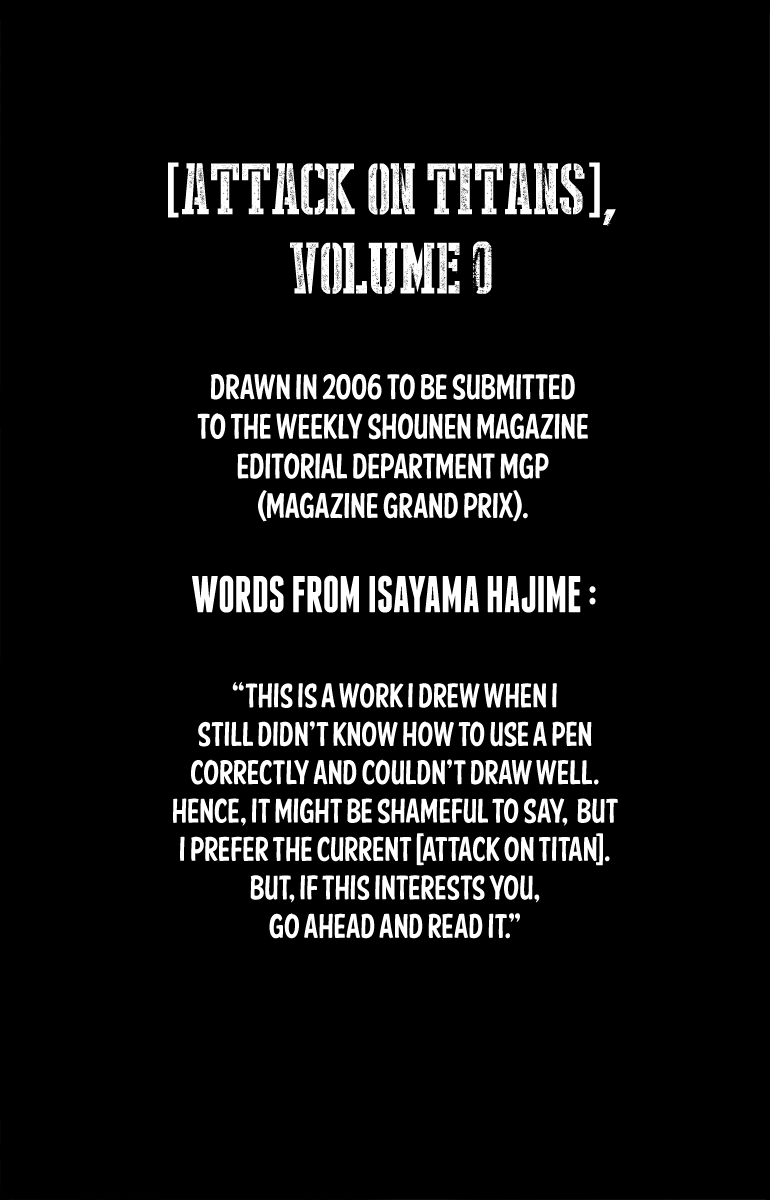 [ATTACK ON TITANS],
VOLUME 0
DRAWN IN 2006 TO BE SUBMITTED
TO THE WEEKLY SHOUNEN MAGAZINE
EDITORIAL DEPARTMENT MGP
(MAGAZINE GRAND PRIX).
WORDS FROM ISAYAMA HAJIME :
“THIS IS A WORK I DREW WHEN I
STILL DIDN’T KNOW HOW TO USE A PEN
CORRECTLY AND COULDN’T DRAW WELL.
HENCE, IT MIGHT BE SHAMEFUL TO SAY, BUT
I PREFER THE CURRENT [ATTACK ON TITAN].
BUT, IF THIS INTERESTS YOU,
GO AHEAD AND READ IT.”